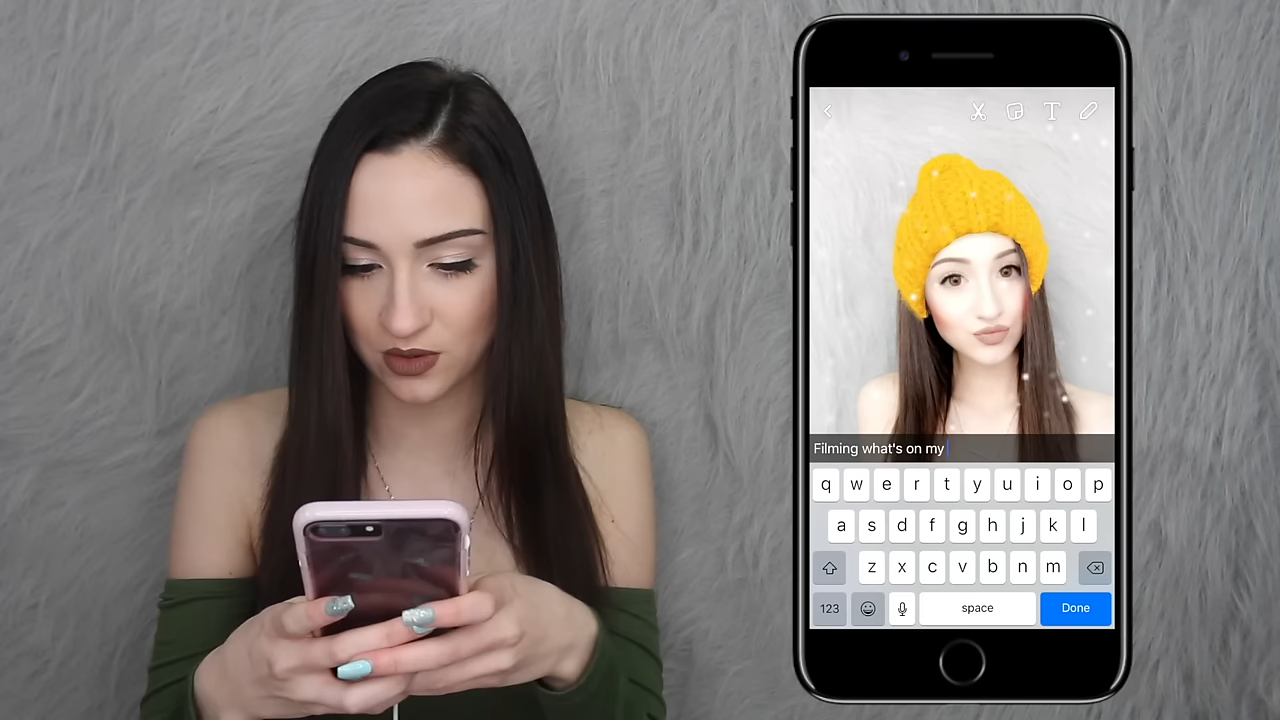 T
Filming what's on my
q w e r t y u i o p
a s d f g h j k l
z x c v b n m
123 space Done